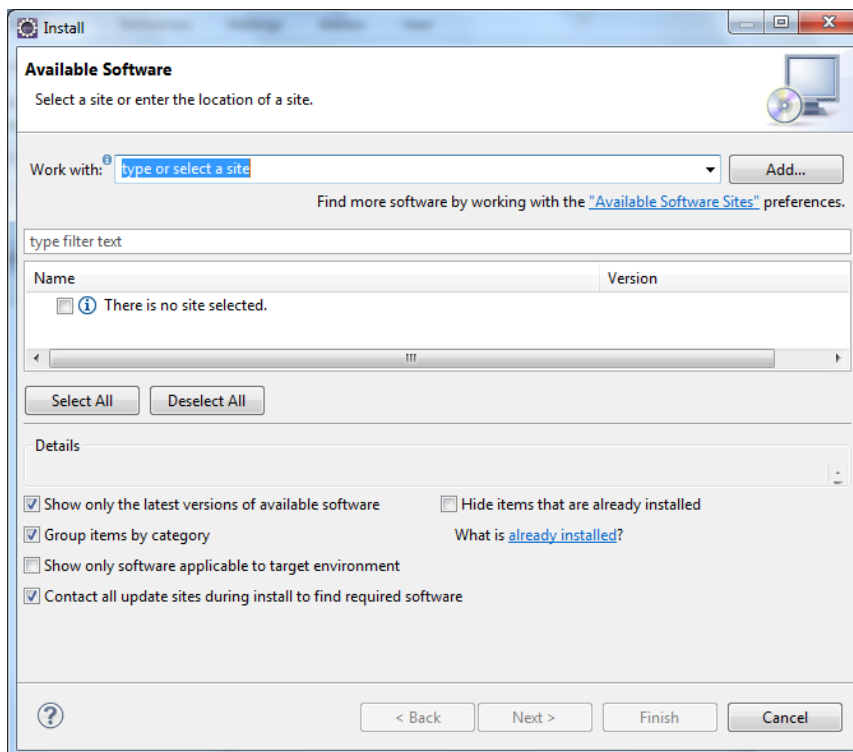 Install
Available Software
Select a site or enter the location of a site.
Work with: type or select a site Add...
Find more software by working with the "Available Software Sites" preferences.
type filter text
Name Version
There is no site selected.
Select All Deselect All
Details
Show only the latest versions of available software Hide items that are already installed
Group items by category What is already installed?
Show only software applicable to target environment
Contact all update sites during install to find required software
< Back Next > Finish Cancel